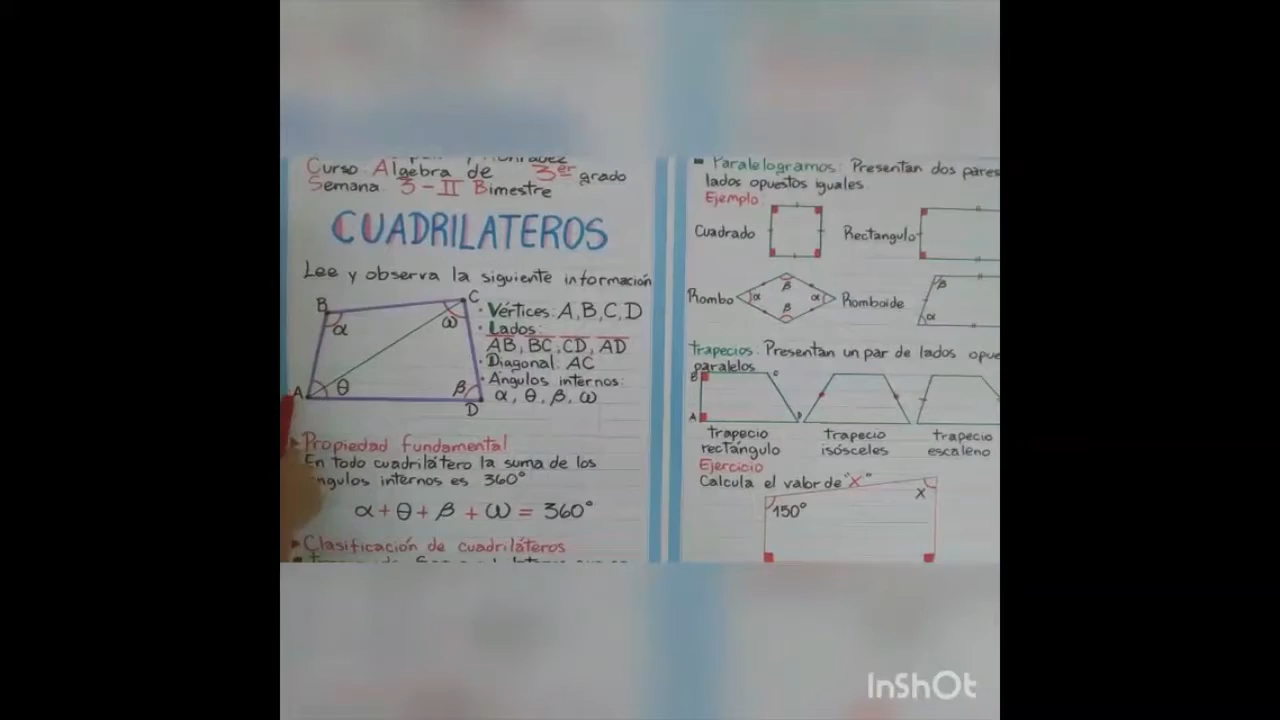 Curso Algebra de 3er grado
Semana 3 - II Bimestre
CUADRILATEROS
Lee y observa la siguiente información
B
C
α
ω
A
θ
β
D
· Vértices: A, B, C, D
· Lados:
AB, BC, CD, AD
· Diagonal: AC
· Angulos internos:
α, θ, β, ω
Propiedad fundamental
En todo cuadrilátero la suma de los
ngulos internos es 360°
α + θ + β + ω = 360°
Clasificación de cuadriláteros
Paralelogramos: Presentan dos pares
lados opuestos iguales
Ejemplo
Cuadrado
Rectangulo
Rombo
α
β
β
α
Romboide
β
α
Trapecios: Presentan un par de lados opue
paralelos
B
C
A
D
trapecio rectángulo
trapecio isósceles
trapecio escaleno
Ejercicio
Calcula el valor de "x"
150°
x
InShOt